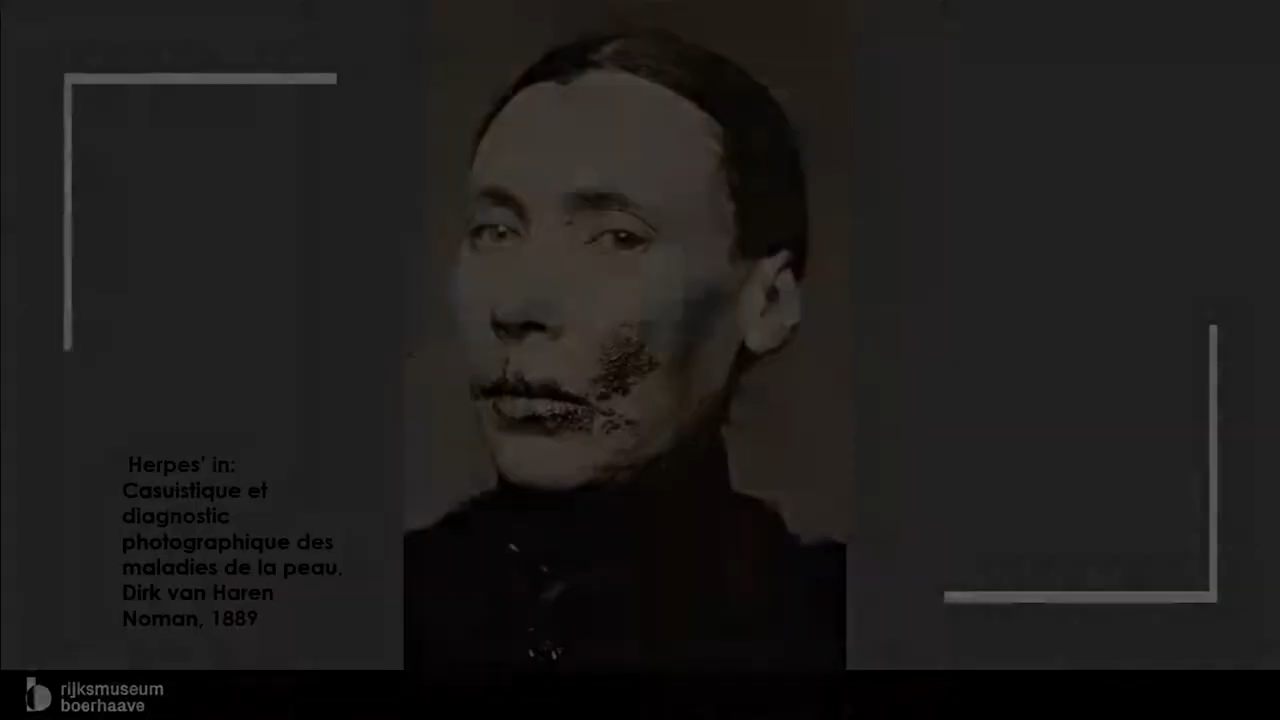 Herpes' in:
Casuistique et
diagnostic
photographique des
maladies de la peau.
Dirk van Haren
Noman, 1889
rijksmuseum
boerhaave